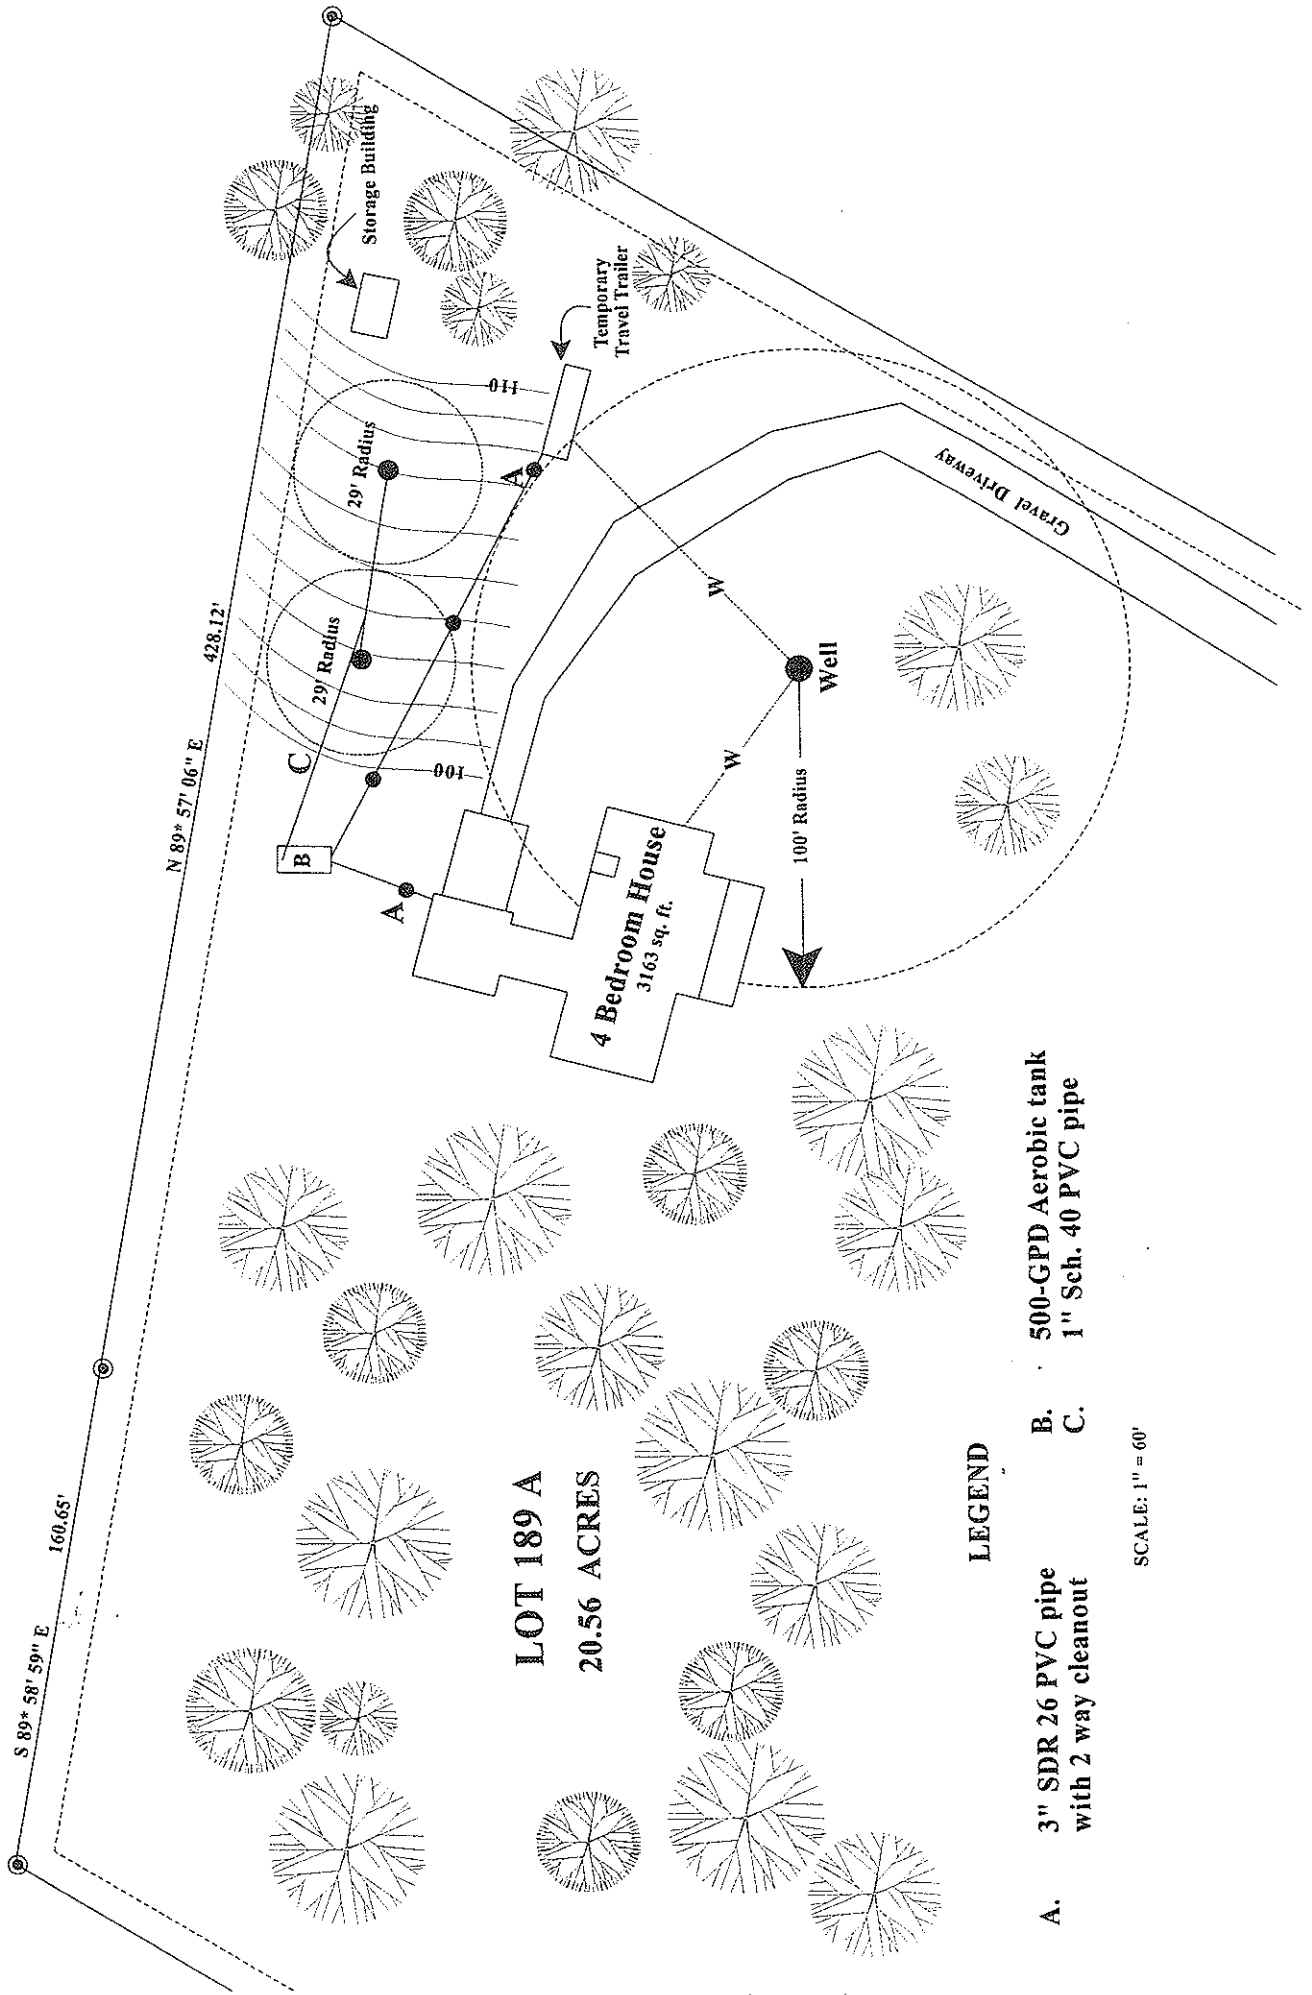 S 89* 58' 59" E
160.65'
N 89* 57' 06" E
428.12'
Storage Building
110
29' Radius
29' Radius
Temporary
Travel Trailer
A
C
100
B
A
Gravel Driveway
W
W
Well
100' Radius
4 Bedroom House
3163 sq. ft.
LOT 189 A
20.56 ACRES
LEGEND
A. 3" SDR 26 PVC pipe
with 2 way cleanout
B. 500-GPD Aerobic tank
C. 1" Sch. 40 PVC pipe
SCALE: 1" = 60'